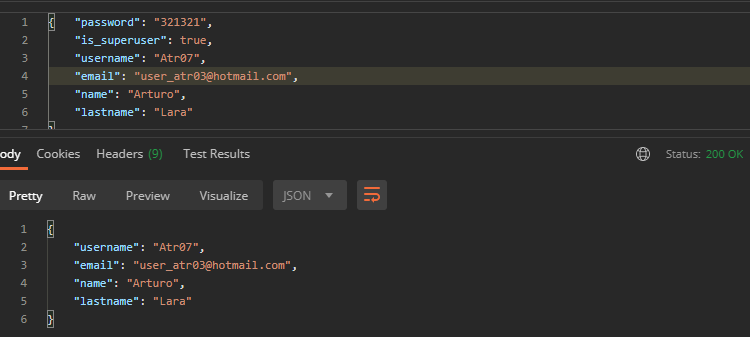 1 { "password": "321321",
2 "is_superuser": true,
3 "username": "Atr07",
4 "email": "user_atr03@hotmail.com",
5 "name": "Arturo",
6 "lastname": "Lara"
7 }
ody Cookies Headers (9) Test Results Status: 200 OK
Pretty Raw Preview Visualize JSON
1 {
2 "username": "Atr07",
3 "email": "user_atr03@hotmail.com",
4 "name": "Arturo",
5 "lastname": "Lara"
6 }